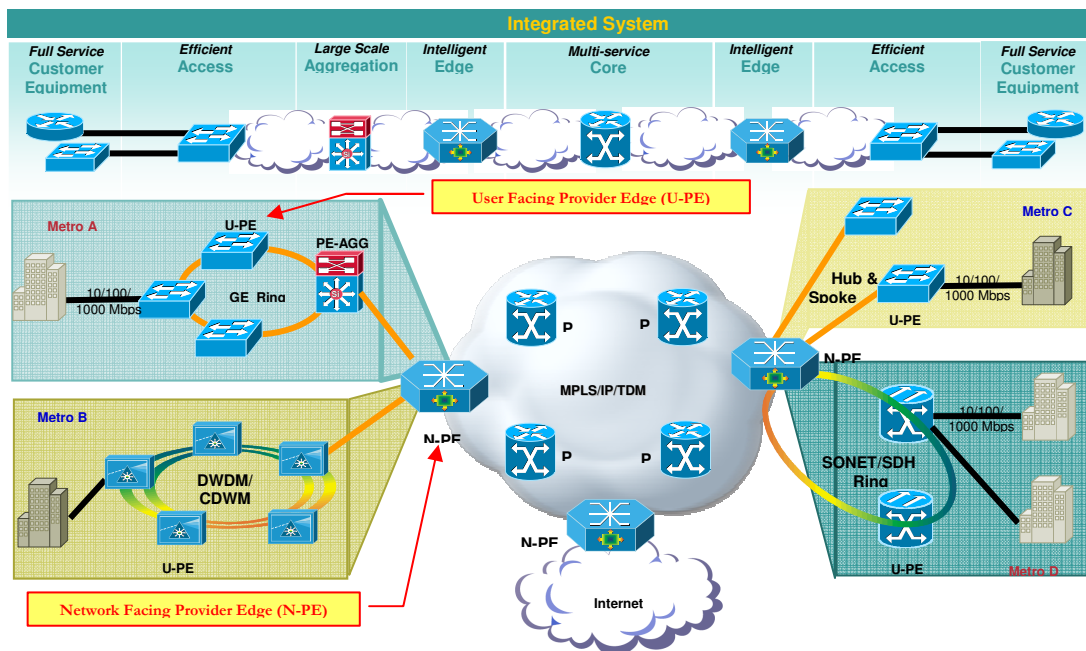 Integrated System
Full Service
Customer
Equipment
Efficient
Access
Large Scale
Aggregation
Intelligent
Edge
Multi-service
Core
Intelligent
Edge
Efficient
Access
Full Service
Customer
Equipment
Si
User Facing Provider Edge (U-PE)
Metro A
U-PE
PE-AGG
Si
10/100/
1000 Mbps
GE Ring
Metro C
Hub &
Spoke
10/100/
1000 Mbps
U-PE
P
P
N-PE
MPLS/IP/TDM
Metro B
DWDM/
CDWM
U-PE
N-PE
P
P
10/100/
1000 Mbps
SONET/SDH
Ring
U-PE
Metro D
N-PE
Internet
Network Facing Provider Edge (N-PE)